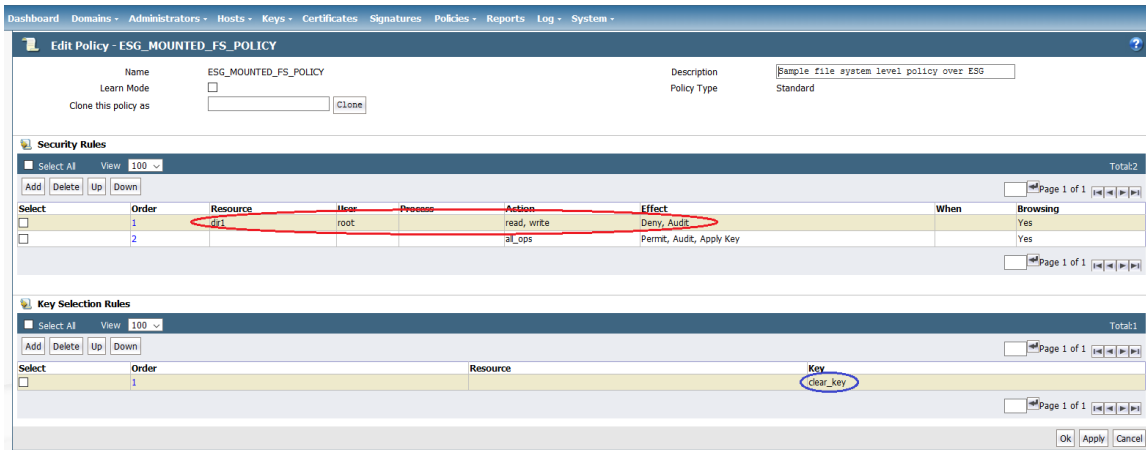 Dashboard Domains Administrators Hosts Keys Certificates Signatures Policies Reports Log System
Edit Policy - ESG_MOUNTED_FS_POLICY ?
Name ESG_MOUNTED_FS_POLICY Description Sample file system level policy over ESG
Learn Mode Policy Type Standard
Clone this policy as Clone
Security Rules
Select All View 100 Total:2
Add Delete Up Down Page 1 of 1
Select Order Resource User Process Action Effect When Browsing
1 dir1 root read, write Deny, Audit Yes
2 all_ops Permit, Audit, Apply Key Yes
Page 1 of 1
Key Selection Rules
Select All View 100 Total:1
Add Delete Up Down Page 1 of 1
Select Order Resource Key
1 clear_key
Page 1 of 1
Ok Apply Cancel